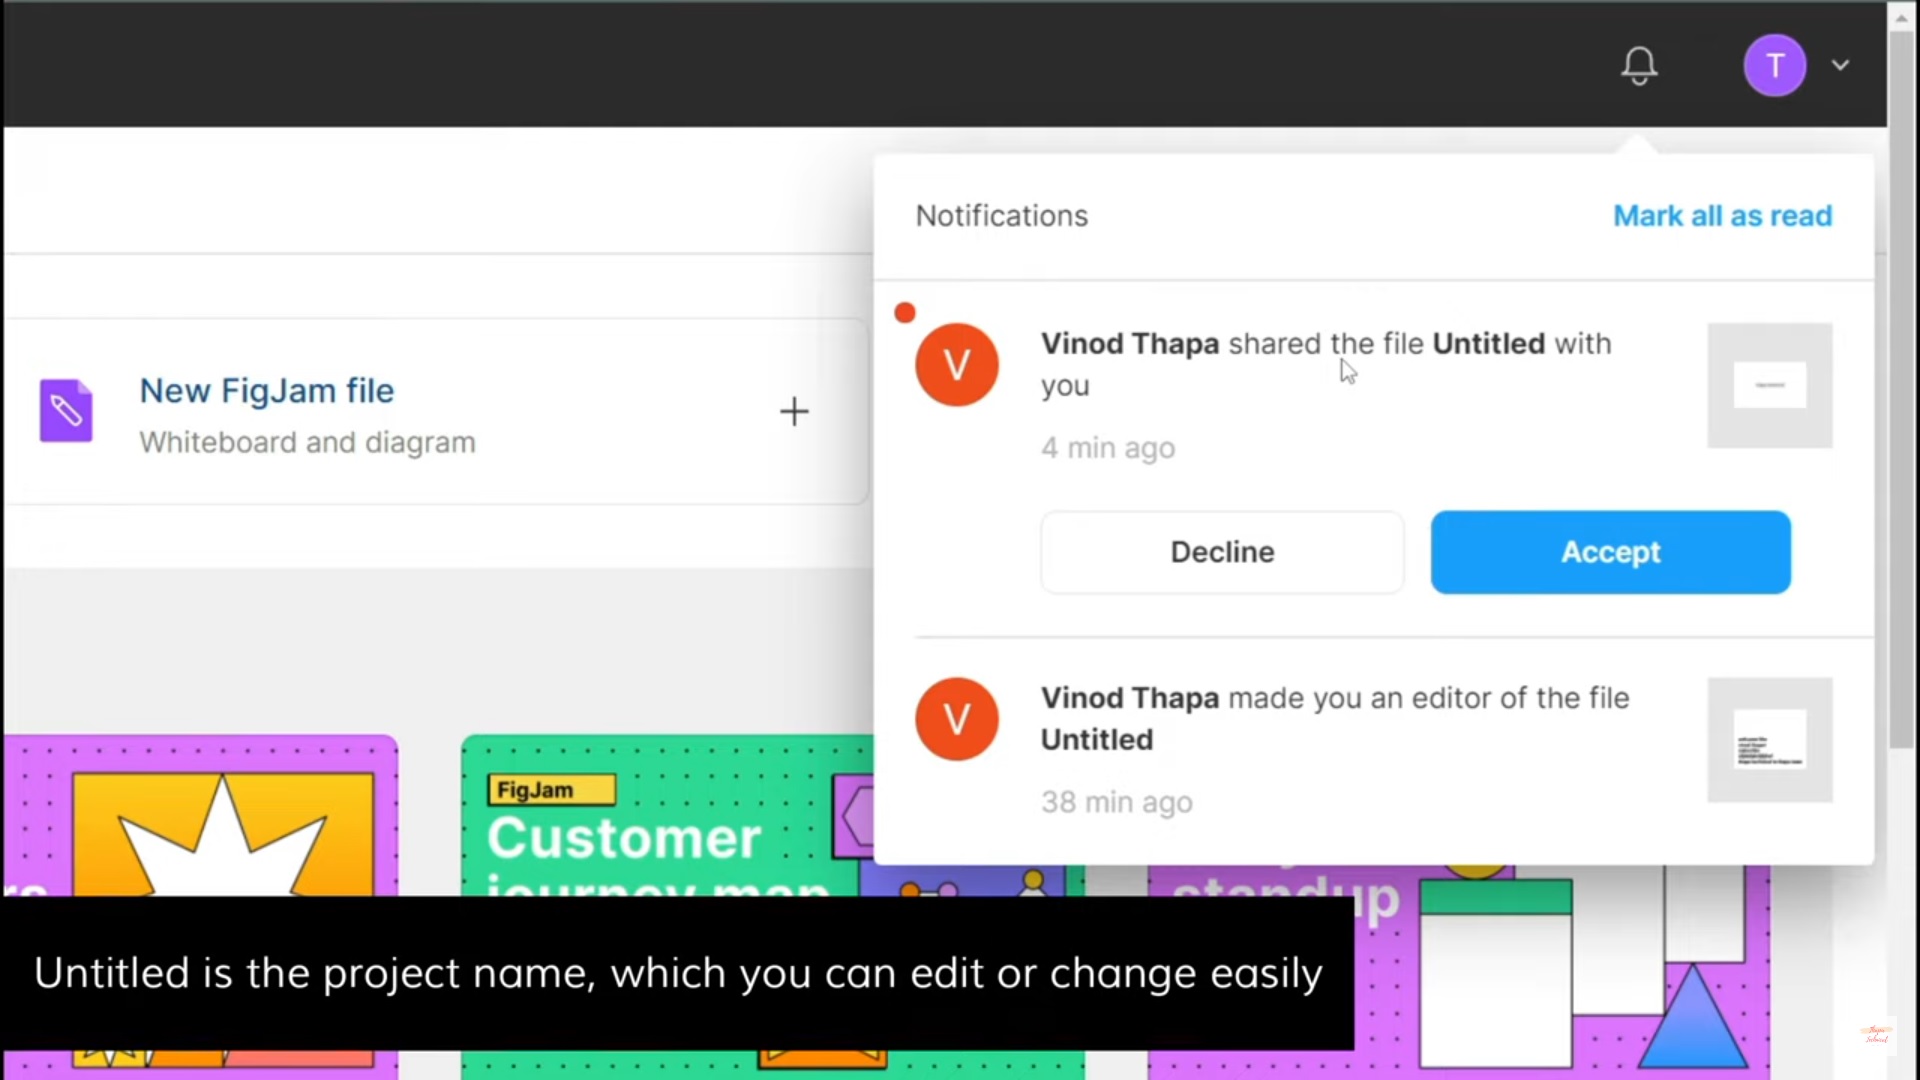 T
Notifications
Mark all as read
V
Vinod Thapa shared the file Untitled with
you
4 min ago
Decline
Accept
New FigJam file
Whiteboard and diagram
V
Vinod Thapa made you an editor of the file
Untitled
38 min ago
FigJam
Customer
journey map
standup
Untitled is the project name, which you can edit or change easily